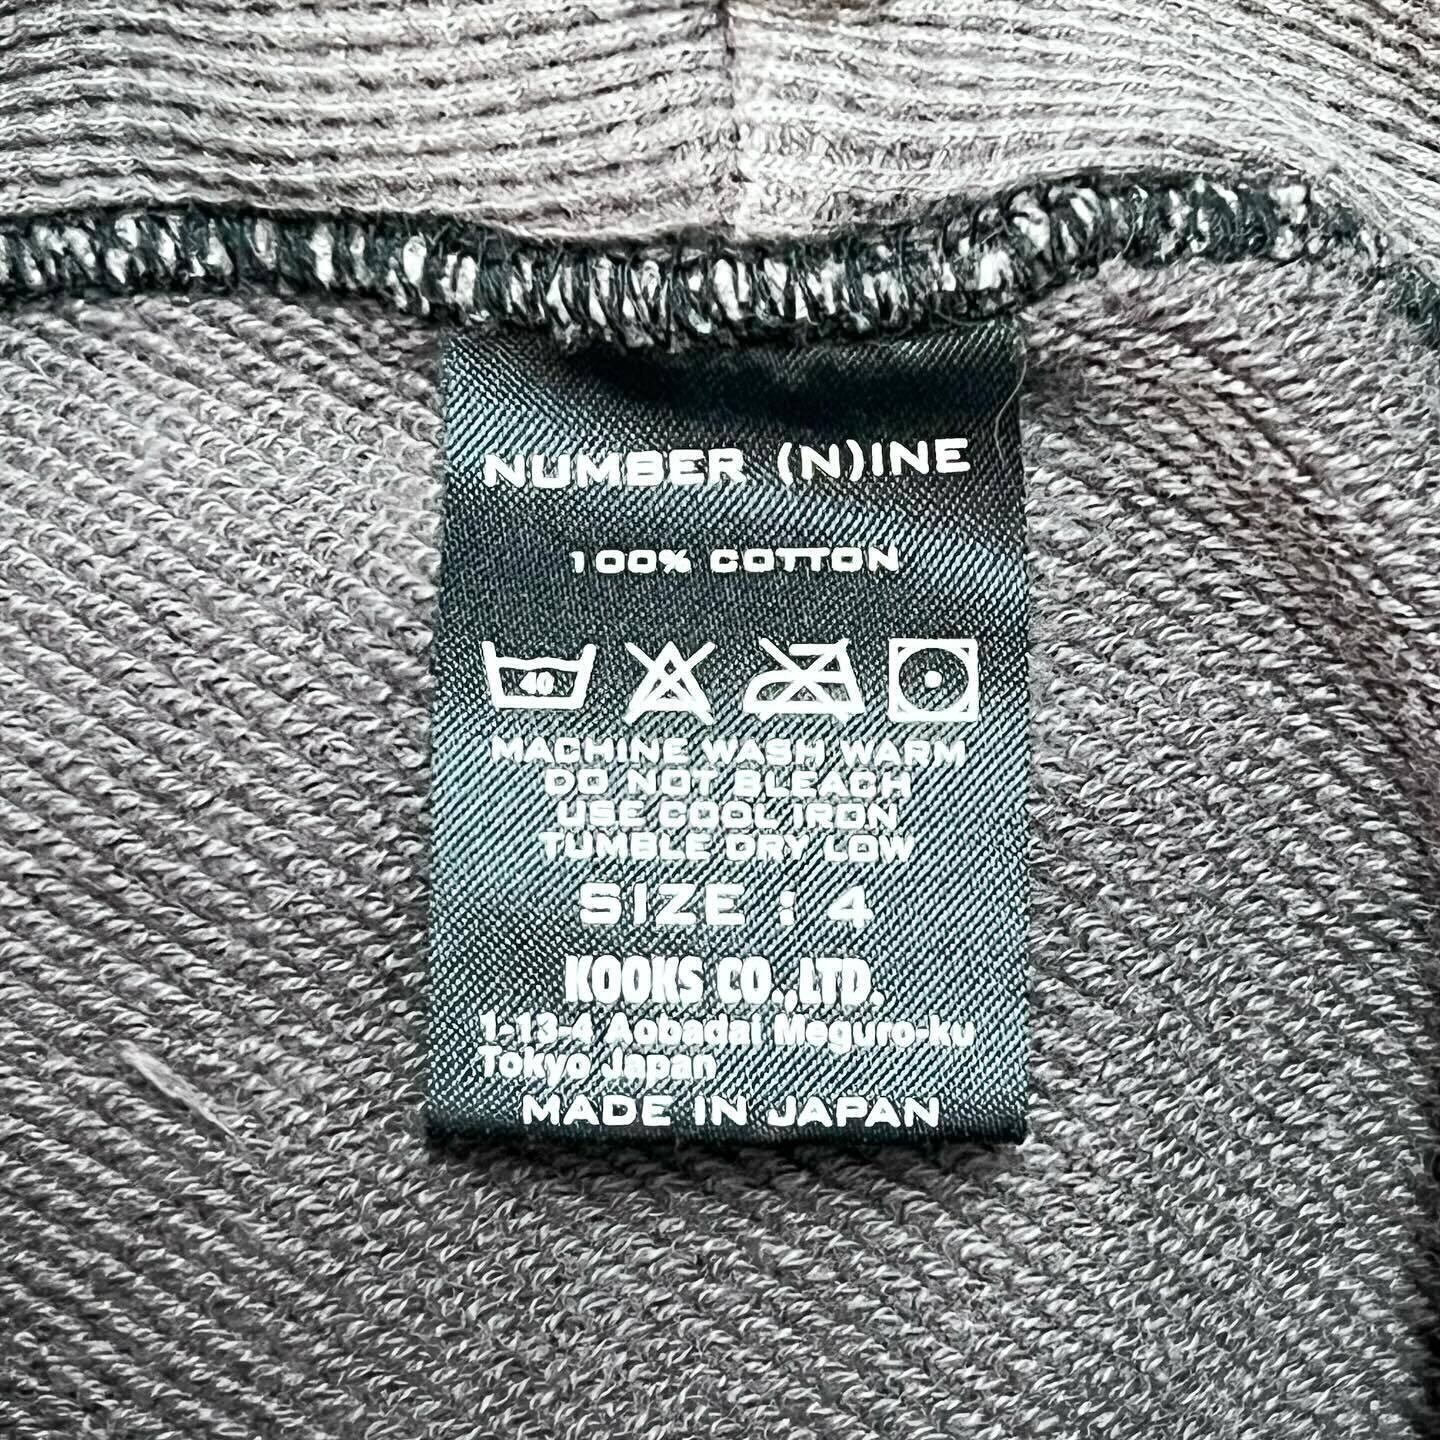 NUMBER (N)INE
100% COTTON
40
MACHINE WASH WARM
DO NOT BLEACH
USE COOL IRON
TUMBLE DRY LOW
SIZE : 4
KOOKS CO.,LTD.
1-13-4 Aobadai Meguro-ku
Tokyo Japan
MADE IN JAPAN